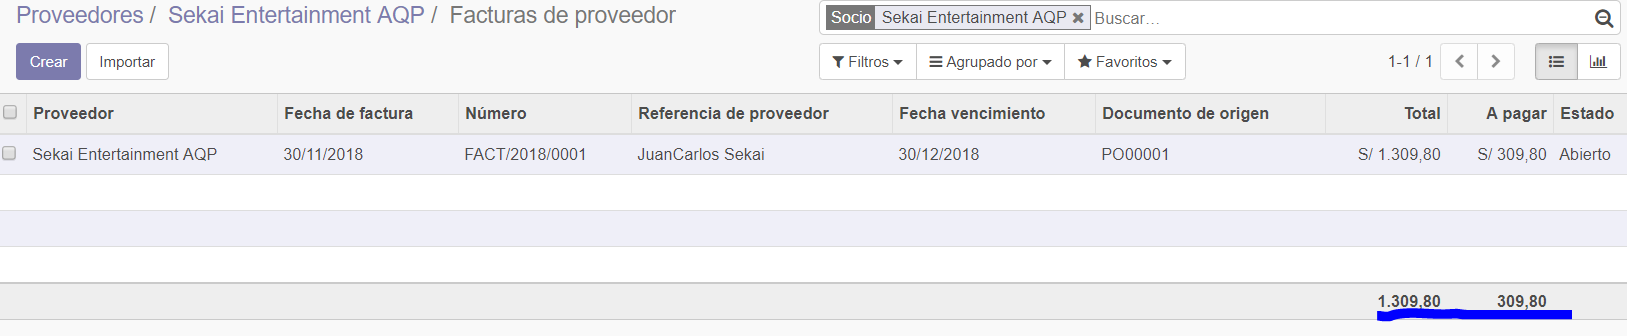 Proveedores / Sekai Entertainment AQP / Facturas de proveedor
Socio Sekai Entertainment AQP ✖ Buscar...
Crear Importar Filtros Agrupado por Favoritos 1-1 / 1
Proveedor Fecha de factura Número Referencia de proveedor Fecha vencimiento Documento de origen Total A pagar Estado
Sekai Entertainment AQP 30/11/2018 FACT/2018/0001 JuanCarlos Sekai 30/12/2018 PO00001 S/ 1.309,80 S/ 309,80 Abierto
1.309,80 309,80